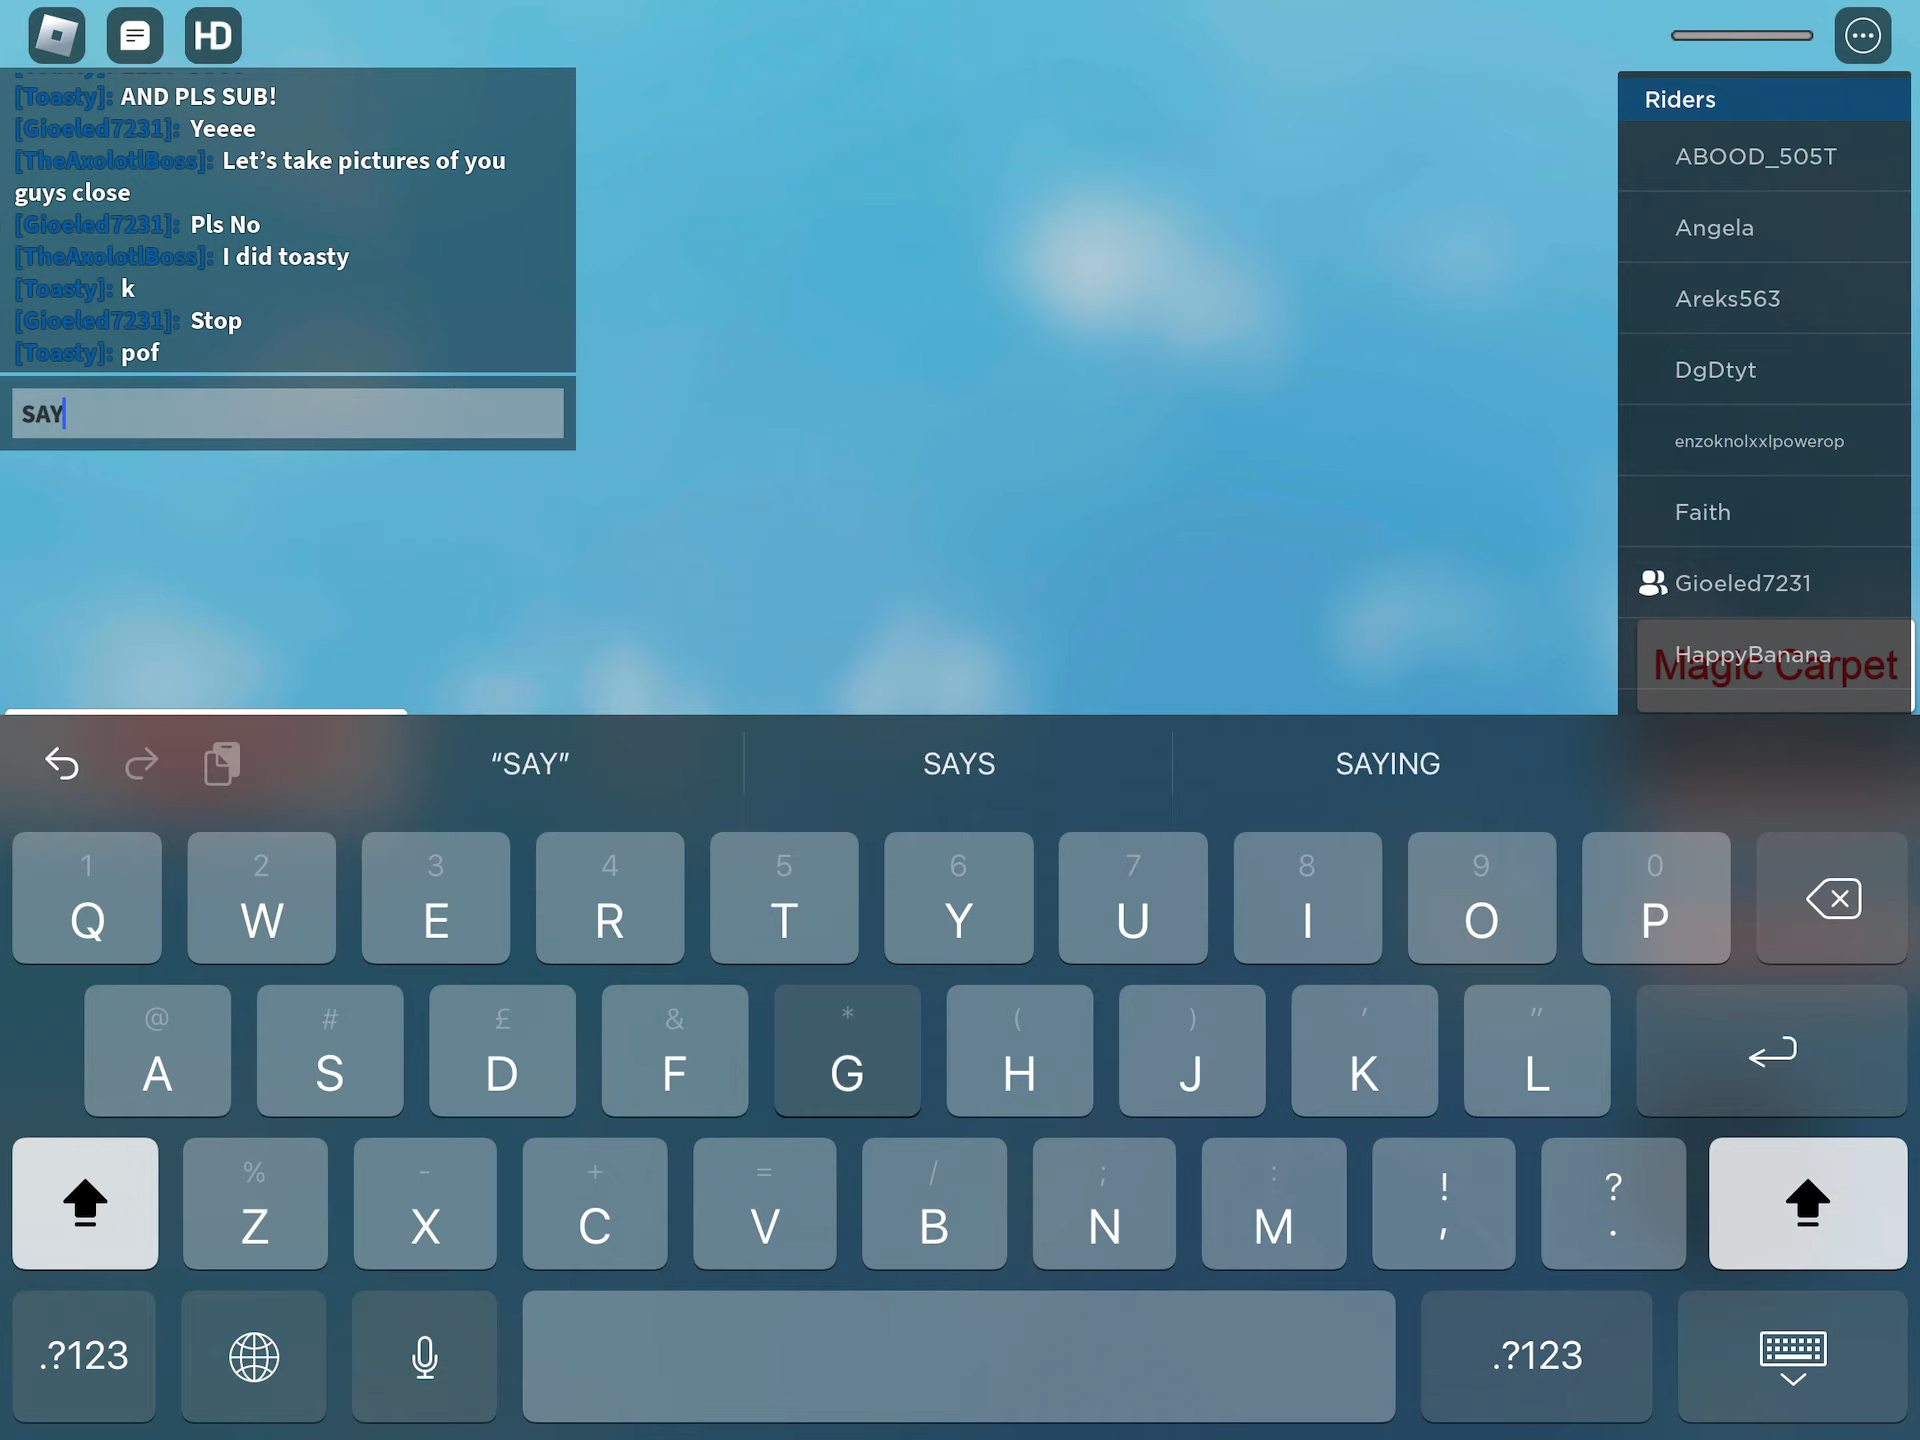 HD
[Toasty]: AND PLS SUB!
[Gioeled7231]: Yeeee
[TheAxolotlBoss]: Let’s take pictures of you
guys close
[Gioeled7231]: Pls No
[TheAxolotlBoss]: I did toasty
[Toasty]: k
[Gioeled7231]: Stop
[Toasty]: pof
SAY
Riders
ABOOD_505T
Angela
Areks563
DgDtyt
enzoknolxxlpowerop
Faith
Gioeled7231
HappyBanana
Magic Carpet
“SAY” SAYS SAYING
1 2 3 4 5 6 7 8 9 0
Q W E R T Y U I O P
@ # £ & * ( ) ' "
A S D F G H J K L
% - + = / ; : ! ?
Z X C V B N M , .
.?123 .?123